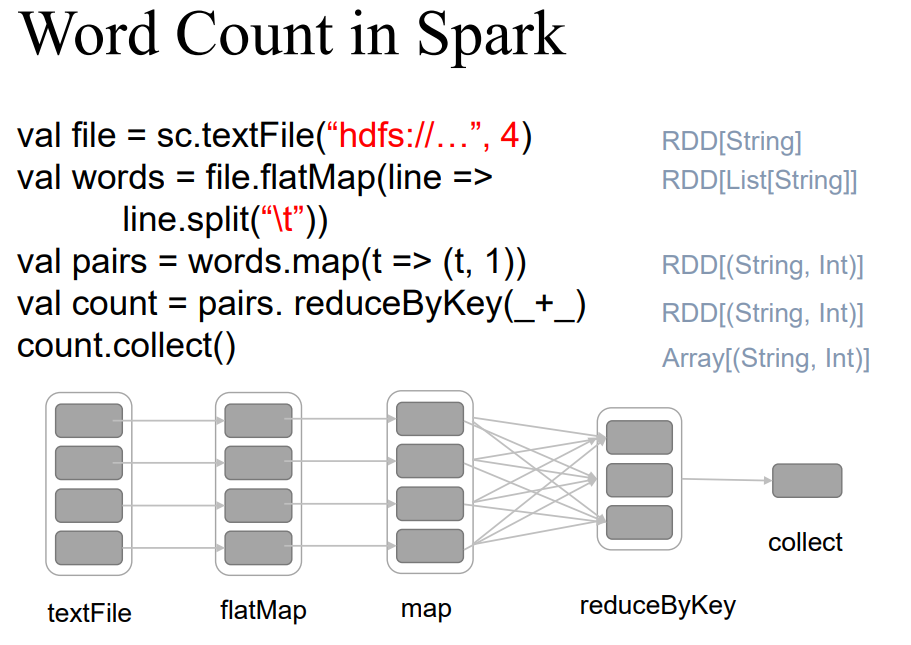 Word Count in Spark
val file = sc.textFile(“hdfs://…”, 4)
RDD[String]
val words = file.flatMap(line =>
RDD[List[String]]
line.split(“\t”))
val pairs = words.map(t => (t, 1))
RDD[(String, Int)]
val count = pairs. reduceByKey(_+_)
RDD[(String, Int)]
count.collect()
Array[(String, Int)]
textFile
flatMap
map
reduceByKey
collect